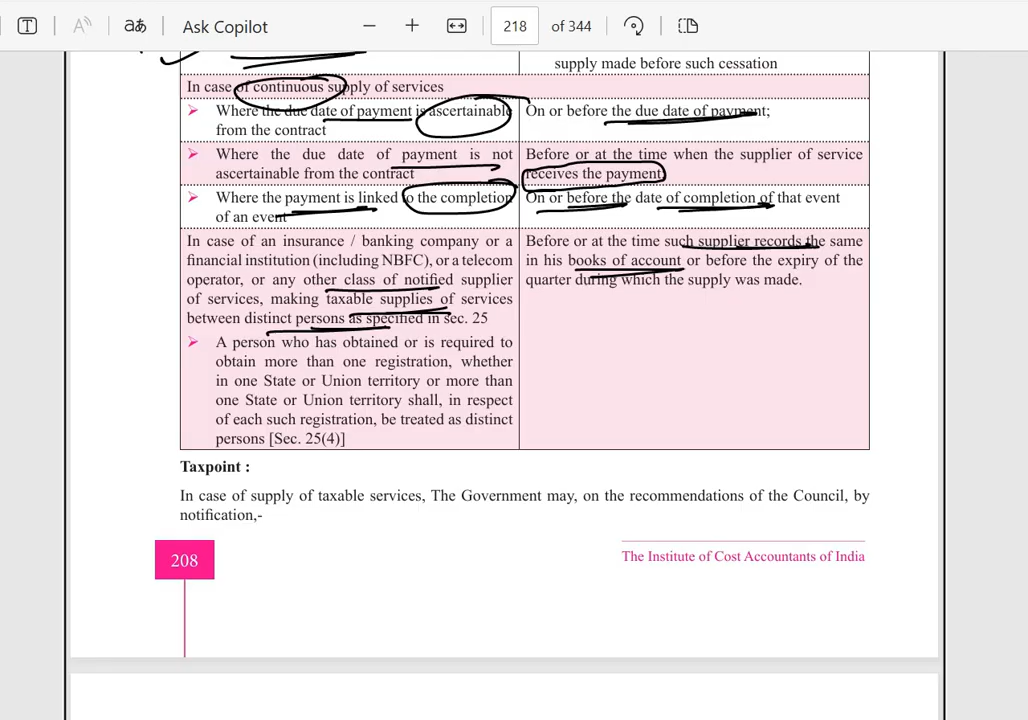 Ask Copilot
218 of 344
supply made before such cessation
In case of continuous supply of services
Where the due date of payment is ascertainable from the contract
On or before the due date of payment;
Where the due date of payment is not ascertainable from the contract
Before or at the time when the supplier of service receives the payment
Where the payment is linked to the completion of an event
On or before the date of completion of that event
In case of an insurance / banking company or a
financial institution (including NBFC), or a telecom
operator, or any other class of notified supplier
of services, making taxable supplies of services
between distinct persons as specified in sec. 25
A person who has obtained or is required to
obtain more than one registration, whether
in one State or Union territory or more than
one State or Union territory shall, in respect
of each such registration, be treated as distinct
persons [Sec. 25(4)]
Before or at the time such supplier records the same
in his books of account or before the expiry of the
quarter during which the supply was made.
Taxpoint :
In case of supply of taxable services, The Government may, on the recommendations of the Council, by
notification,-
208
The Institute of Cost Accountants of India